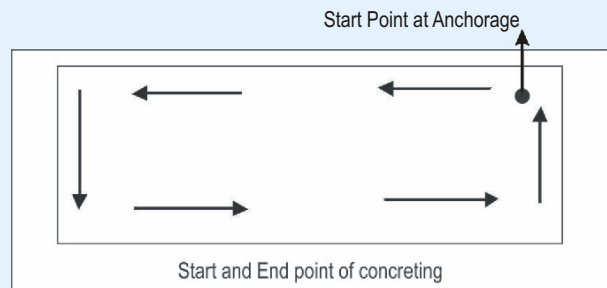 Start Point at Anchorage
Start and End point of concreting